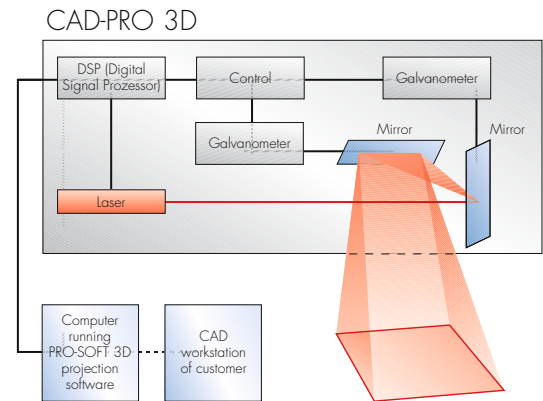 CAD-PRO 3D
DSP (Digital
Signal Prozessor)
Control
Galvanometer
Galvanometer
Mirror
Mirror
Laser
Computer
running
PRO-SOFT 3D
projection
software
CAD
workstation
of customer